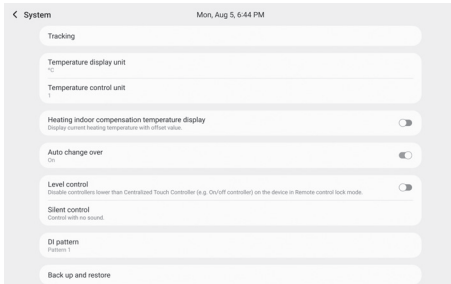 System
Mon, Aug 5, 6:44 PM
Tracking
Temperature display unit
°C
Temperature control unit
1
Heating indoor compensation temperature display
Display current heating temperature with offset value.
Auto change over
On
Level control
Disable controllers lower than Centralized Touch Controller (e.g. On/off controller) on the device in Remote control lock mode.
Silent control
Control with no sound.
DI pattern
Pattern 1
Back up and restore